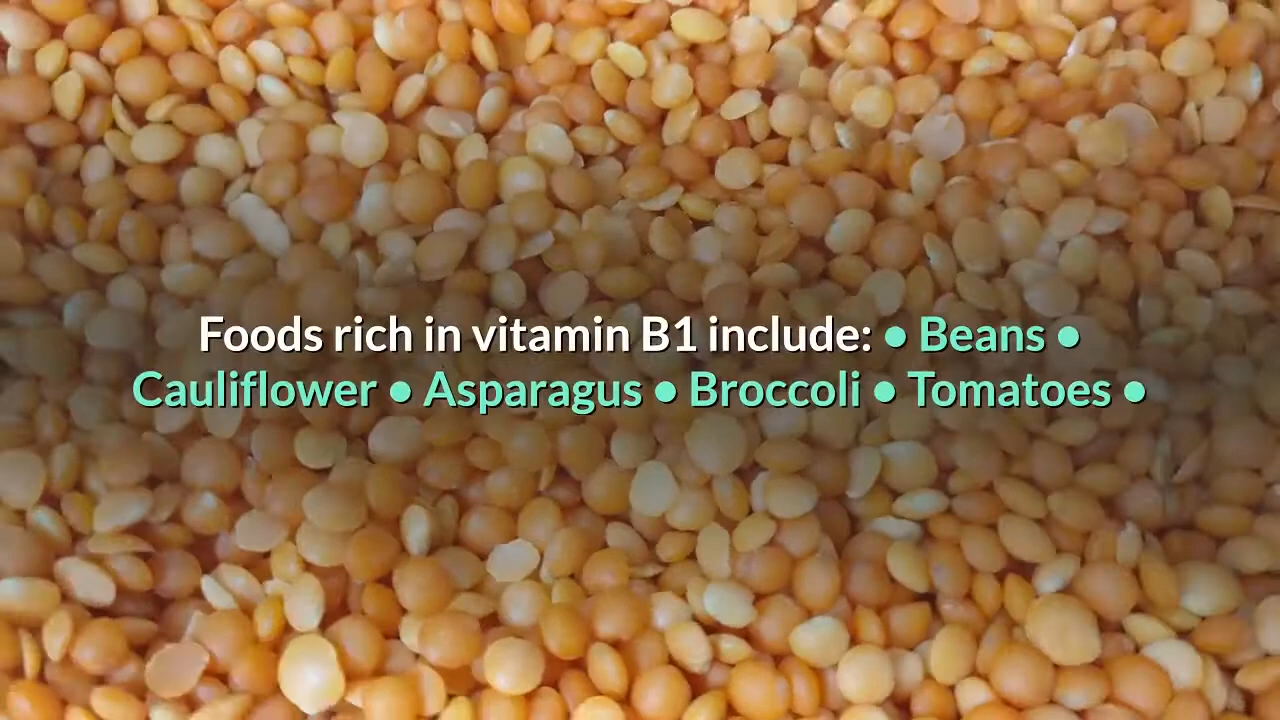 Foods rich in vitamin B1 include: • Beans •
Cauliflower • Asparagus • Broccoli • Tomatoes •